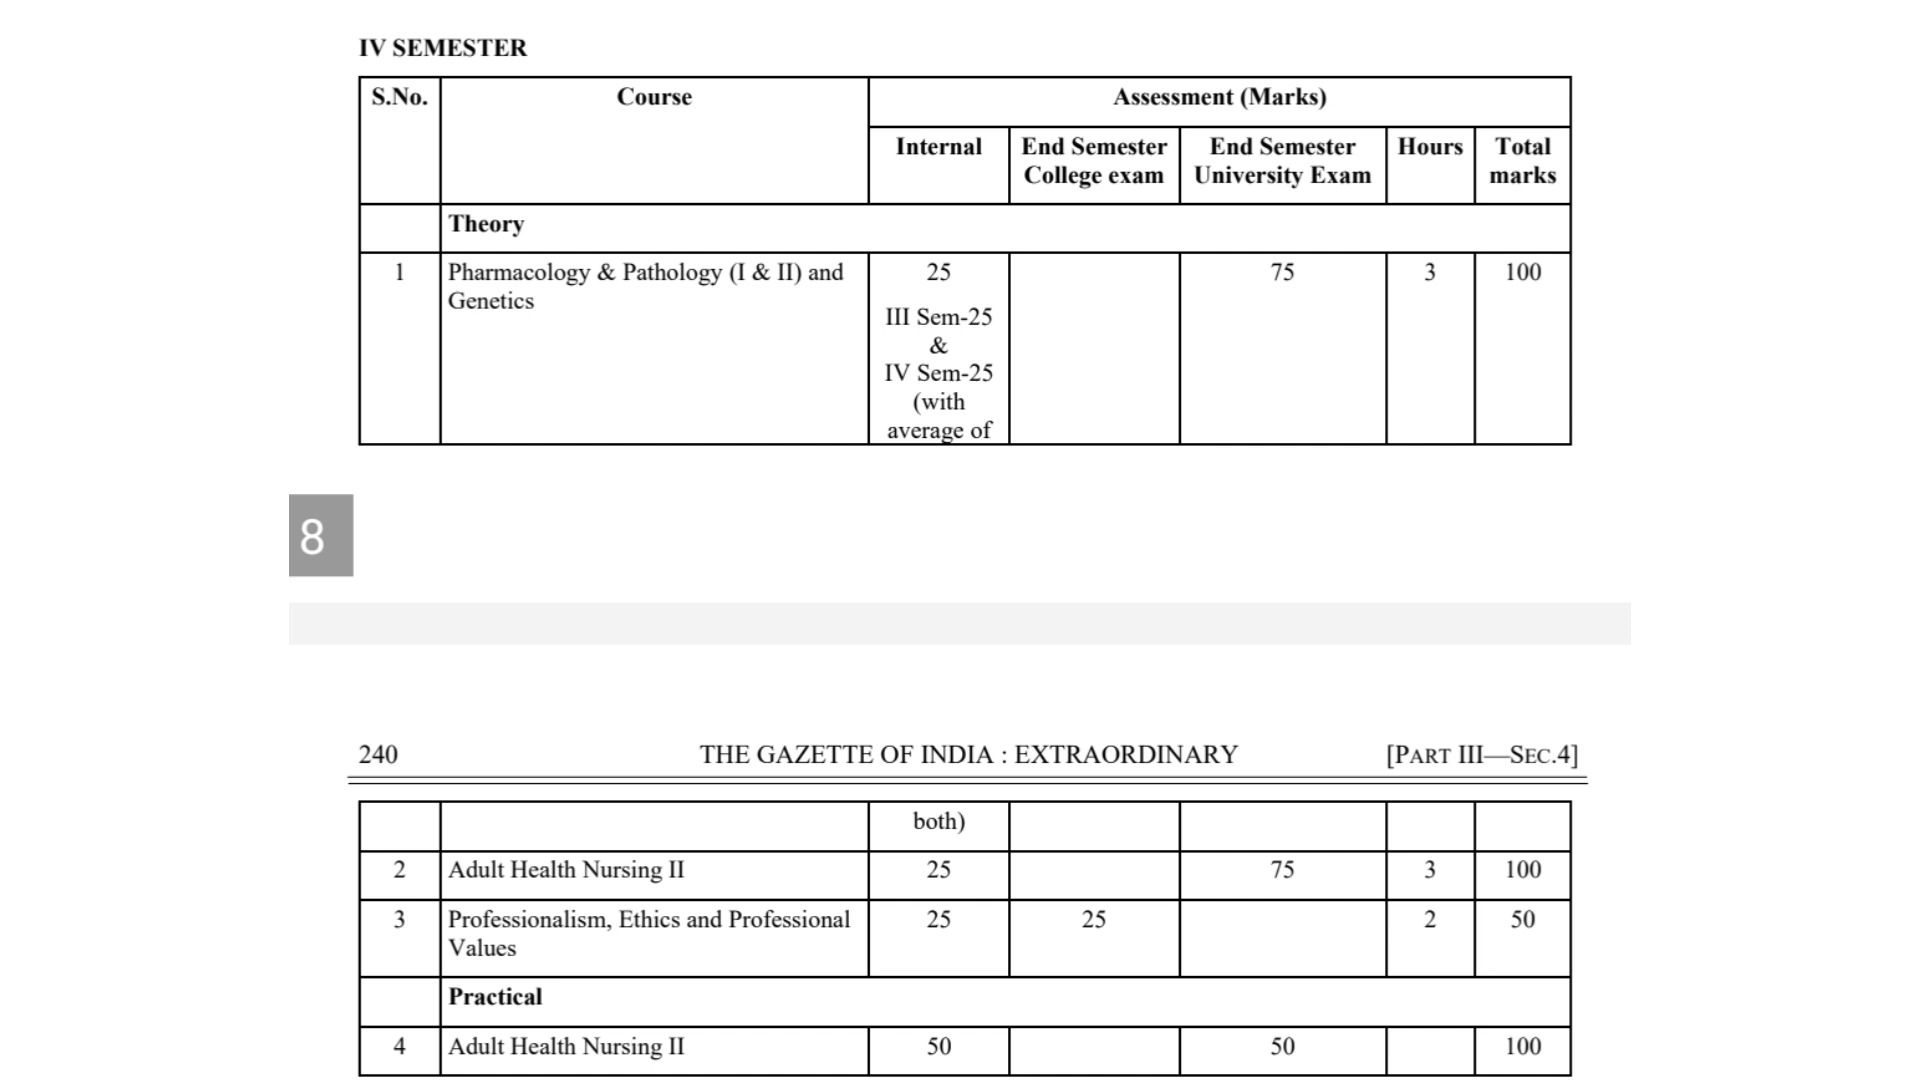 IV SEMESTER
S.No. Course Assessment (Marks)
Internal End Semester College exam End Semester University Exam Hours Total marks
Theory
1 Pharmacology & Pathology (I & II) and Genetics 25 75 3 100
III Sem-25
&
IV Sem-25
(with
average of
8
240 THE GAZETTE OF INDIA : EXTRAORDINARY [PART III—SEC.4]
both)
2 Adult Health Nursing II 25 75 3 100
3 Professionalism, Ethics and Professional Values 25 25 2 50
Practical
4 Adult Health Nursing II 50 50 100